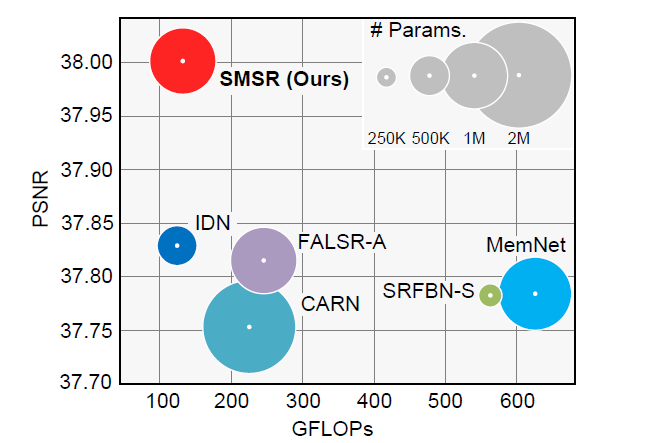 # Params.
250K 500K 1M 2M
PSNR
38.00
37.95
37.90
37.85
37.80
37.75
37.70
SMSR (Ours)
IDN
FALSR-A
CARN
MemNet
SRFBN-S
100 200 300 400 500 600
GFLOPs